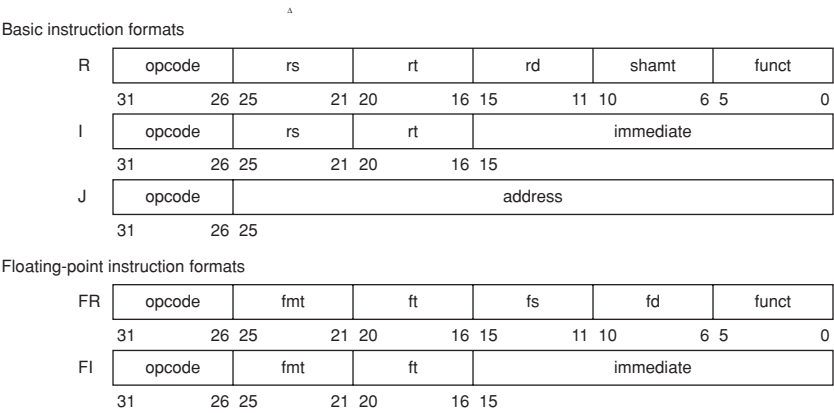 Δ
Basic instruction formats
R opcode rs rt rd shamt funct
31 26 25 21 20 16 15 11 10 6 5 0
I opcode rs rt immediate
31 26 25 21 20 16 15
J opcode address
31 26 25
Floating-point instruction formats
FR opcode fmt ft fs fd funct
31 26 25 21 20 16 15 11 10 6 5 0
FI opcode fmt ft immediate
31 26 25 21 20 16 15